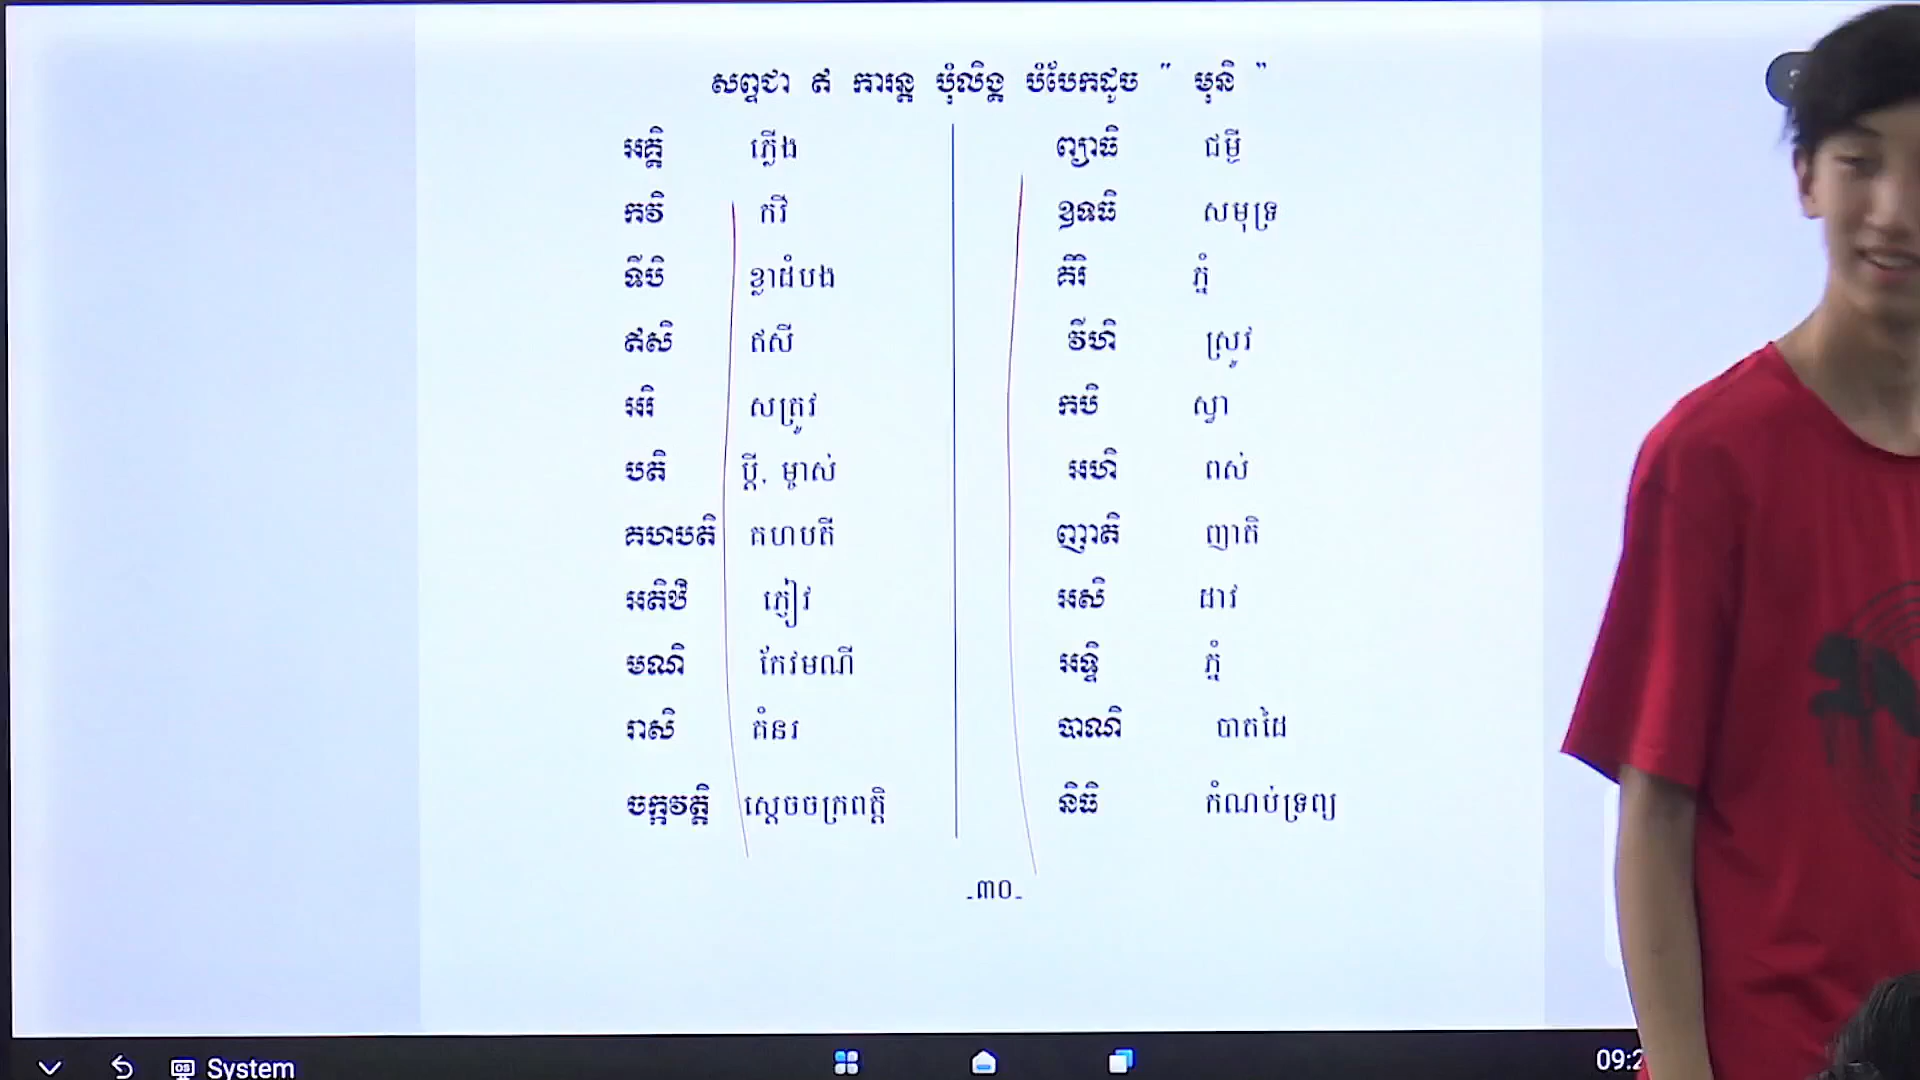 សព្ទជា ឥ ការន្ត បុំលិង្គ បំបែកដូច " មុនិ "
អគ្គិ ភ្លើង ព្យាធិ ជម្ងឺ
កវិ កវី ឧទធិ សមុទ្រ
ទីបិ ខ្លាដំបង គិរិ ភ្នំ
ឥសិ ឥសី វីហិ ស្រូវ
អរិ សត្រូវ កបិ ស្វា
បតិ ប្តី, ម្ចាស់ អហិ ពស់
គហបតិ គហបតី ញាតិ ញាតិ
អតិថិ ភ្ញៀវ អសិ ដាវ
មណិ កែវមណី អទ្ទិ ភ្នំ
រាសិ គំនរ បាណិ បាតដៃ
ចក្កវត្តិ ស្តេចចក្រពត្តិ និធិ កំណប់ទ្រព្យ
-៣០-
System